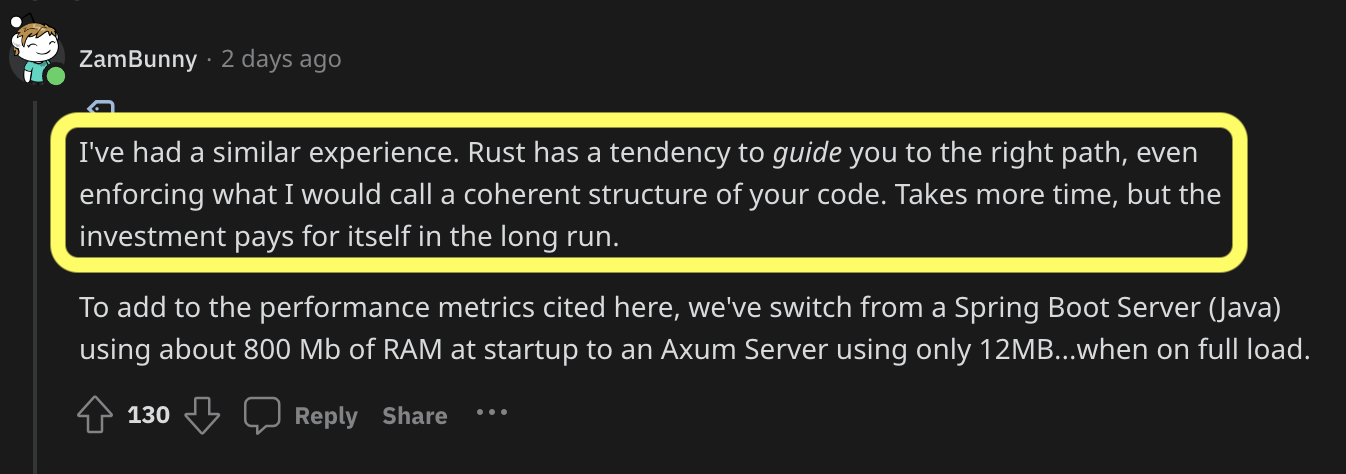 ZamBunny · 2 days ago
I've had a similar experience. Rust has a tendency to guide you to the right path, even
enforcing what I would call a coherent structure of your code. Takes more time, but the
investment pays for itself in the long run.
To add to the performance metrics cited here, we've switch from a Spring Boot Server (Java)
using about 800 Mb of RAM at startup to an Axum Server using only 12MB...when on full load.
130 Reply Share ···